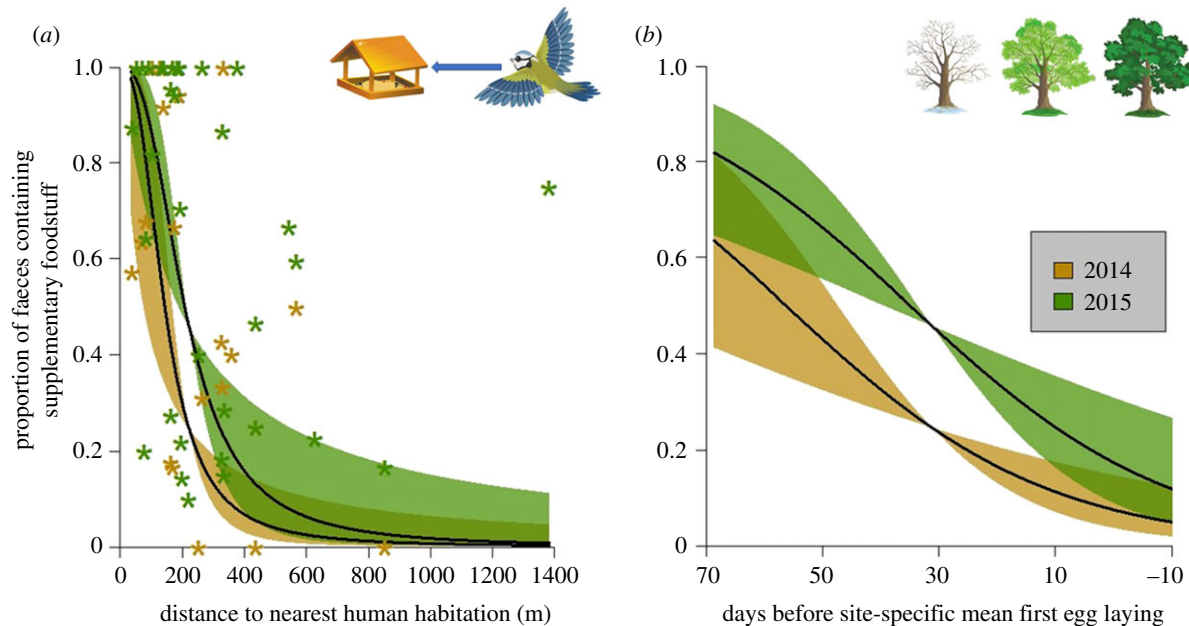 (a)
1.0
0.8
0.6
0.4
0.2
0
proportion of faeces containing
supplementary foodstuff
0 200 400 600 800 1000 1200 1400
distance to nearest human habitation (m)
(b)
1.0
0.8
0.6
0.4
0.2
0
2014
2015
70 50 30 10 –10
days before site-specific mean first egg laying